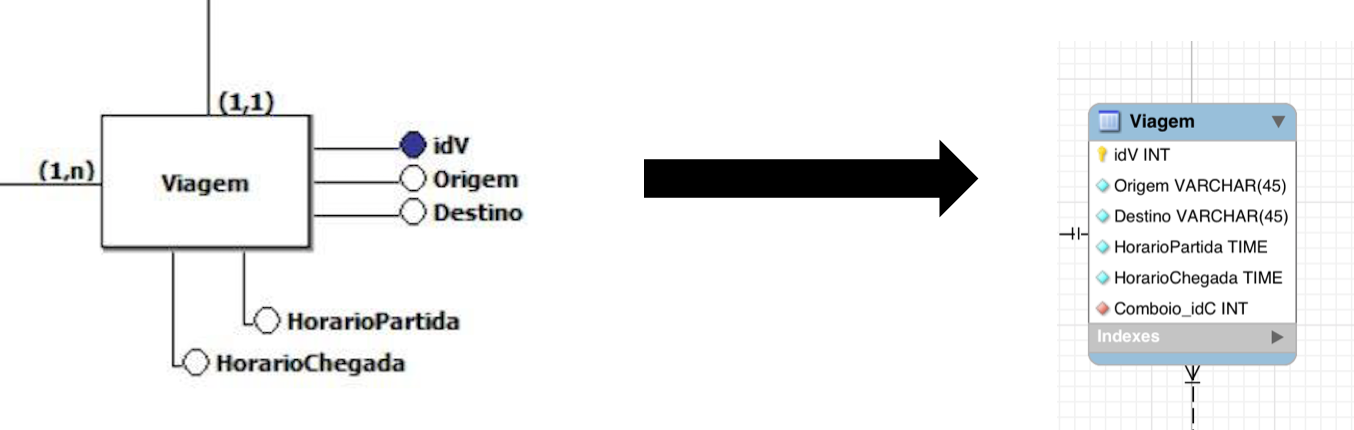 (1,1)
(1,n)
Viagem
idV
Origem
Destino
HorarioPartida
HorarioChegada
Viagem
idV INT
Origem VARCHAR(45)
Destino VARCHAR(45)
HorarioPartida TIME
HorarioChegada TIME
Comboio_idC INT
Indexes